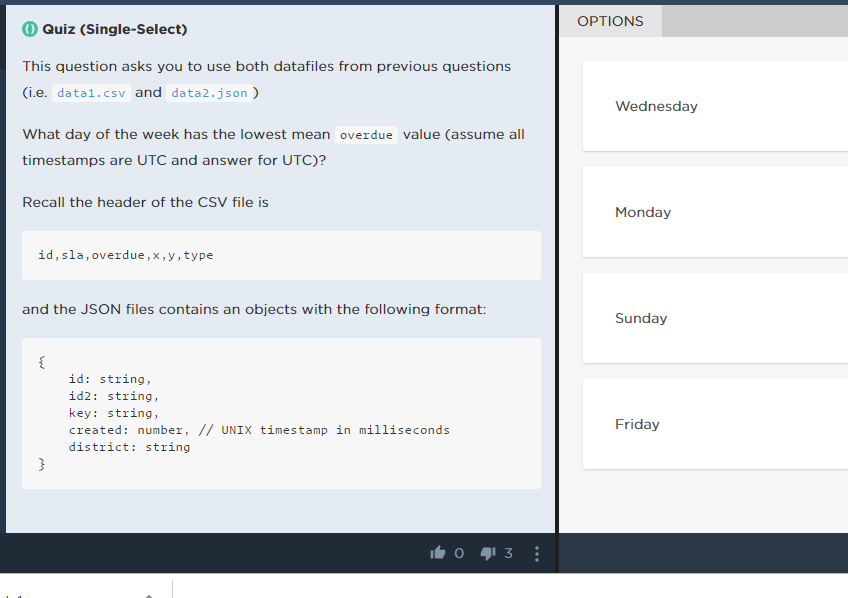 Quiz (Single-Select)
This question asks you to use both datafiles from previous questions
(i.e. data1.csv and data2.json )
What day of the week has the lowest mean overdue value (assume all
timestamps are UTC and answer for UTC)?
Recall the header of the CSV file is
id,sla,overdue,x,y,type
and the JSON files contains an objects with the following format:
{
id: string,
id2: string,
key: string,
created: number, // UNIX timestamp in milliseconds
district: string
}
0 3
OPTIONS
Wednesday
Monday
Sunday
Friday